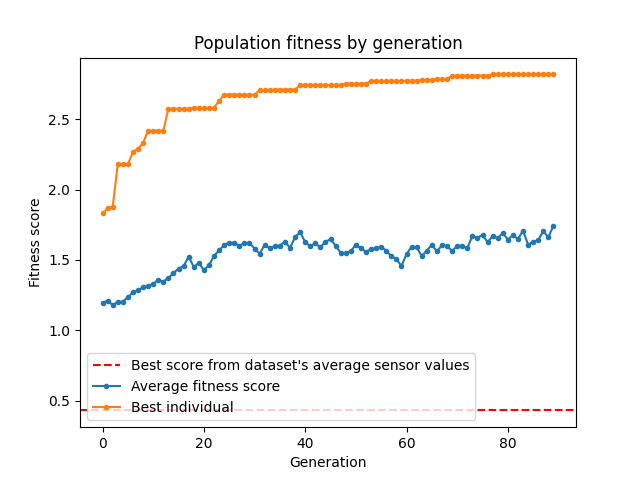 Population fitness by generation
Fitness score
2.5
2.0
1.5
1.0
0.5
Best score from dataset's average sensor values
Average fitness score
Best individual
0 20 40 60 80
Generation